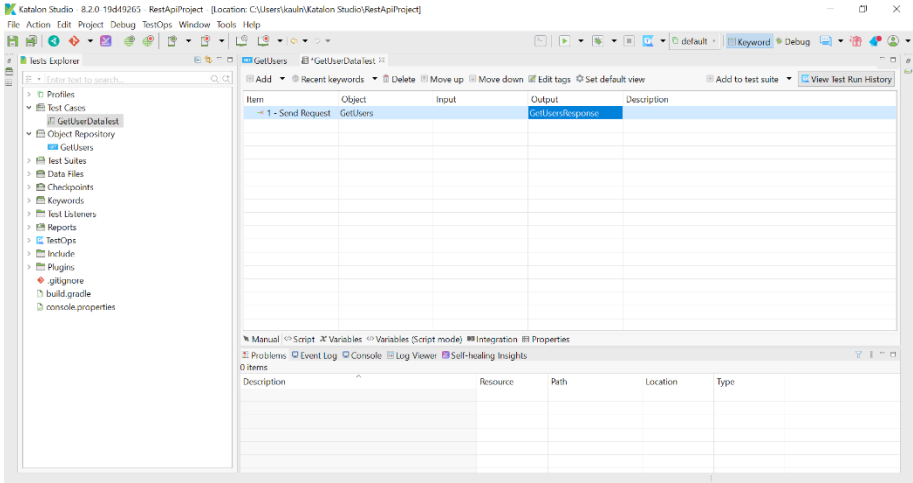 Katalon Studio - 8.2.0 - 19d49265 - RestApiProject - [Location: C:\Users\kauln\Katalon Studio\RestApiProject]
File Action Edit Project Debug TestOps Window Tools Help
default Keyword Debug
Tests Explorer
GetUsers *GetUserDataTest
Enter text to search...
Add Recent keywords Delete Move up Move down Edit tags Set default view Add to test suite View Test Run History
Profiles
Test Cases
GetUserDataTest
Object Repository
GetUsers
Test Suites
Data Files
Checkpoints
Keywords
Test Listeners
Reports
TestOps
Include
Plugins
.gitignore
build.gradle
console.properties
Item Object Input Output Description
1 - Send Request GetUsers GetUsersResponse
Manual Script Variables Variables (Script mode) Integration Properties
Problems Event Log Console Log Viewer Self-healing Insights
0 items
Description Resource Path Location Type